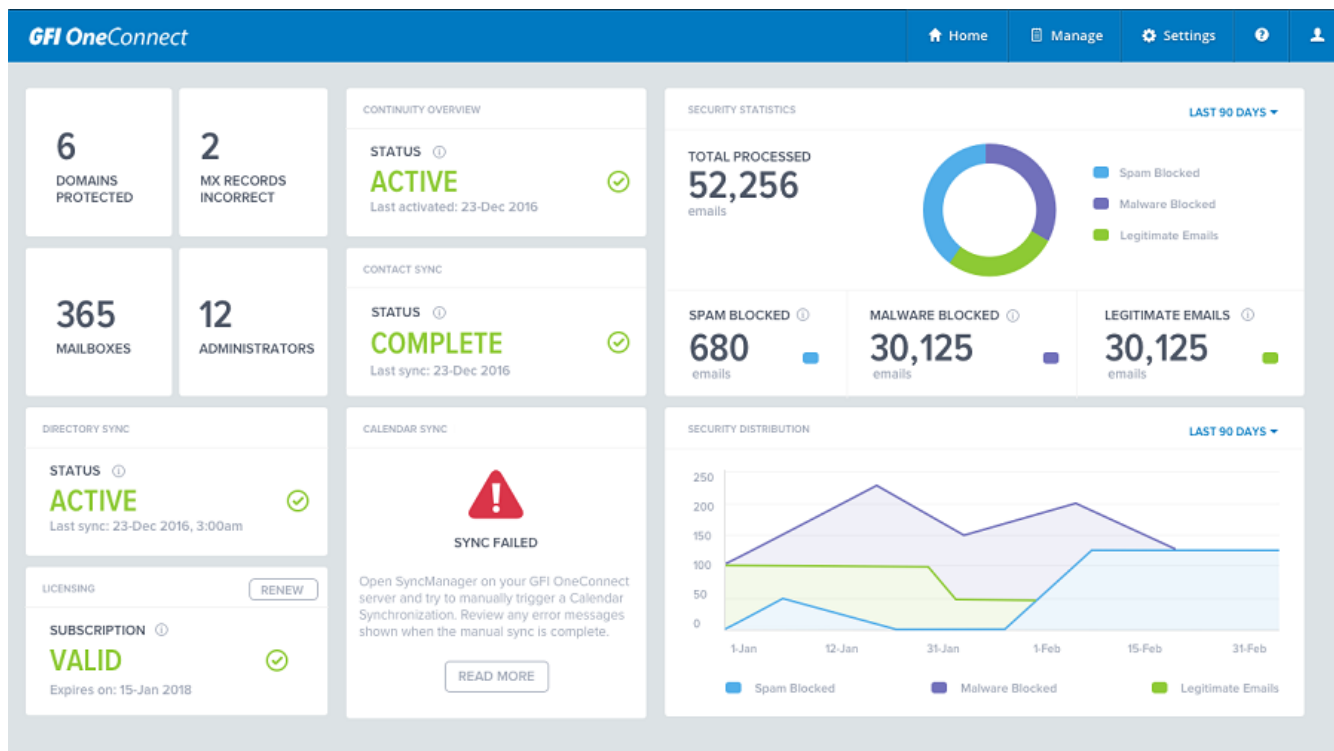 GFI OneConnect
Home
Manage
Settings
?
6
DOMAINS
PROTECTED
2
MX RECORDS
INCORRECT
365
MAILBOXES
12
ADMINISTRATORS
DIRECTORY SYNC
STATUS
ACTIVE
Last sync: 23-Dec 2016, 3:00am
LICENSING
RENEW
SUBSCRIPTION
VALID
Expires on: 15-Jan 2018
CONTINUITY OVERVIEW
STATUS
ACTIVE
Last activated: 23-Dec 2016
CONTACT SYNC
STATUS
COMPLETE
Last sync: 23-Dec 2016
CALENDAR SYNC
SYNC FAILED
Open SyncManager on your GFI OneConnect
server and try to manually trigger a Calendar
Synchronization. Review any error messages
shown when the manual sync is complete.
READ MORE
SECURITY STATISTICS
LAST 90 DAYS
TOTAL PROCESSED
52,256
emails
Spam Blocked
Malware Blocked
Legitimate Emails
SPAM BLOCKED
680
emails
MALWARE BLOCKED
30,125
emails
LEGITIMATE EMAILS
30,125
emails
SECURITY DISTRIBUTION
LAST 90 DAYS
250
200
150
100
50
0
1-Jan
12-Jan
31-Jan
1-Feb
15-Feb
31-Feb
Spam Blocked
Malware Blocked
Legitimate Emails